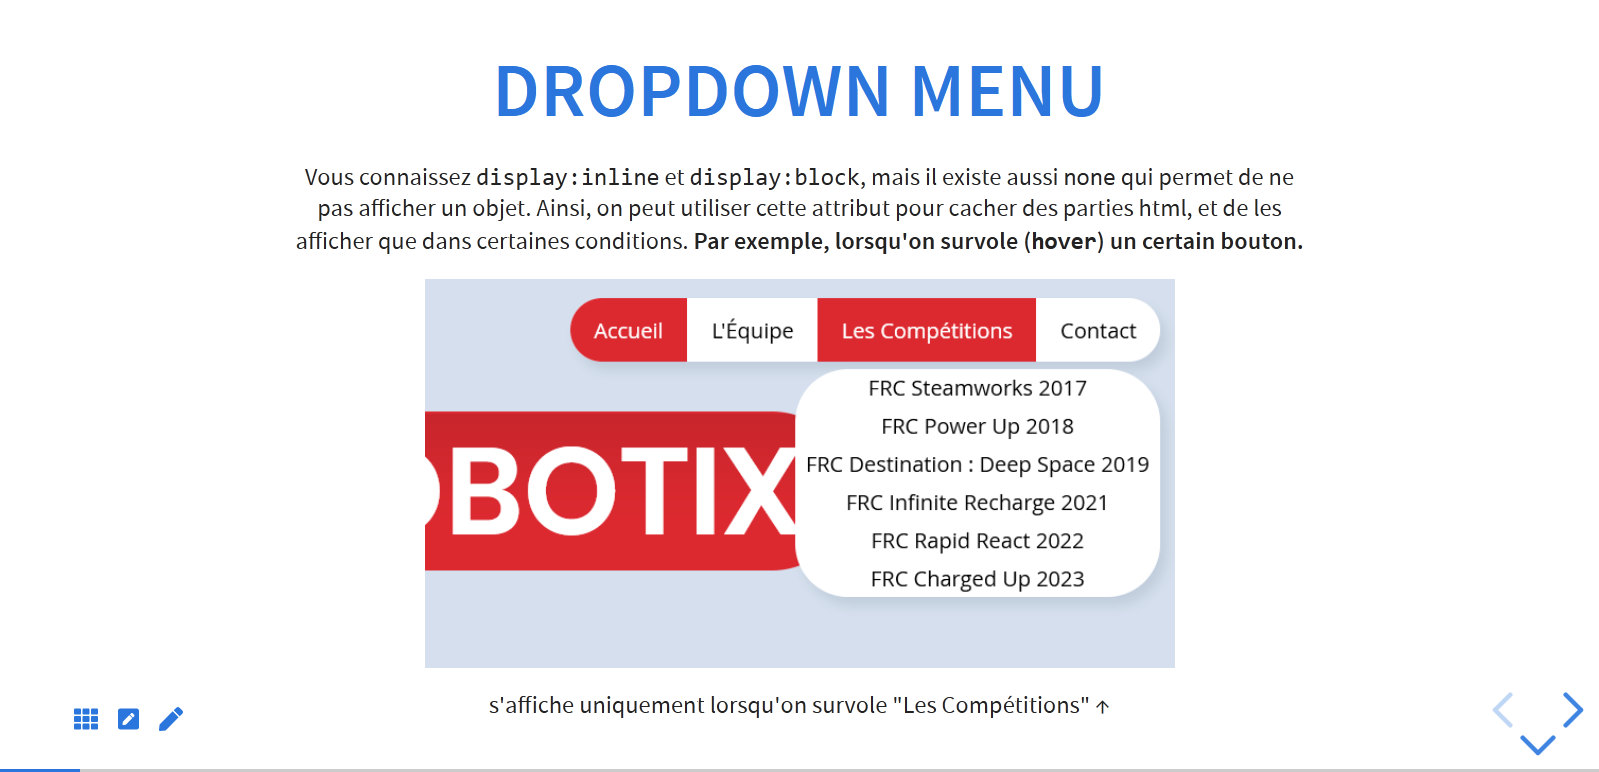 DROPDOWN MENU
Vous connaissez display:inline et display:block, mais il existe aussi none qui permet de ne
pas afficher un objet. Ainsi, on peut utiliser cette attribut pour cacher des parties html, et de les
afficher que dans certaines conditions. Par exemple, lorsqu'on survole (hover) un certain bouton.
Accueil L'Équipe Les Compétitions Contact
FRC Steamworks 2017
FRC Power Up 2018
FRC Destination : Deep Space 2019
FRC Infinite Recharge 2021
FRC Rapid React 2022
FRC Charged Up 2023
OBOTIX
s'affiche uniquement lorsqu'on survole "Les Compétitions" ↑